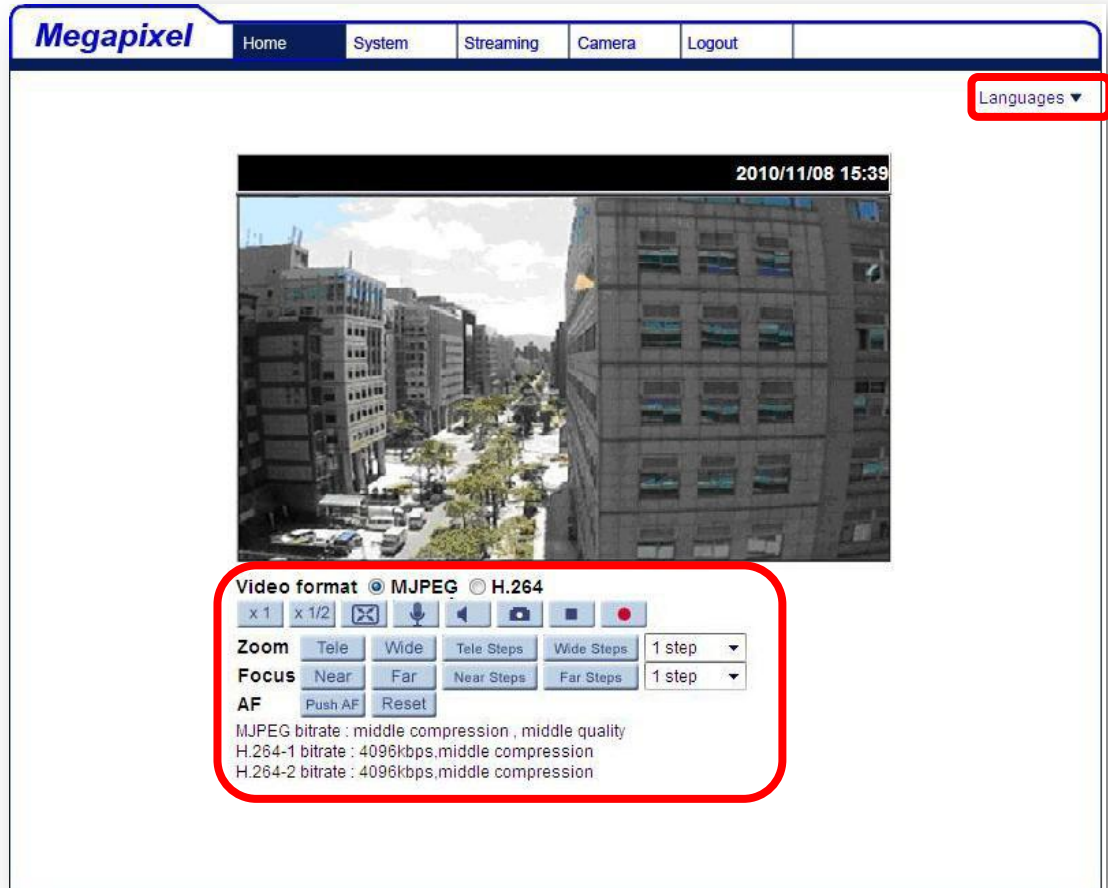 Megapixel
Home System Streaming Camera Logout
Languages
2010/11/08 15:39
Video format MJPEG H.264
x 1 x 1/2
Zoom Tele Wide Tele Steps Wide Steps 1 step
Focus Near Far Near Steps Far Steps 1 step
AF Push AF Reset
MJPEG bitrate : middle compression , middle quality
H.264-1 bitrate : 4096kbps,middle compression
H.264-2 bitrate : 4096kbps,middle compression